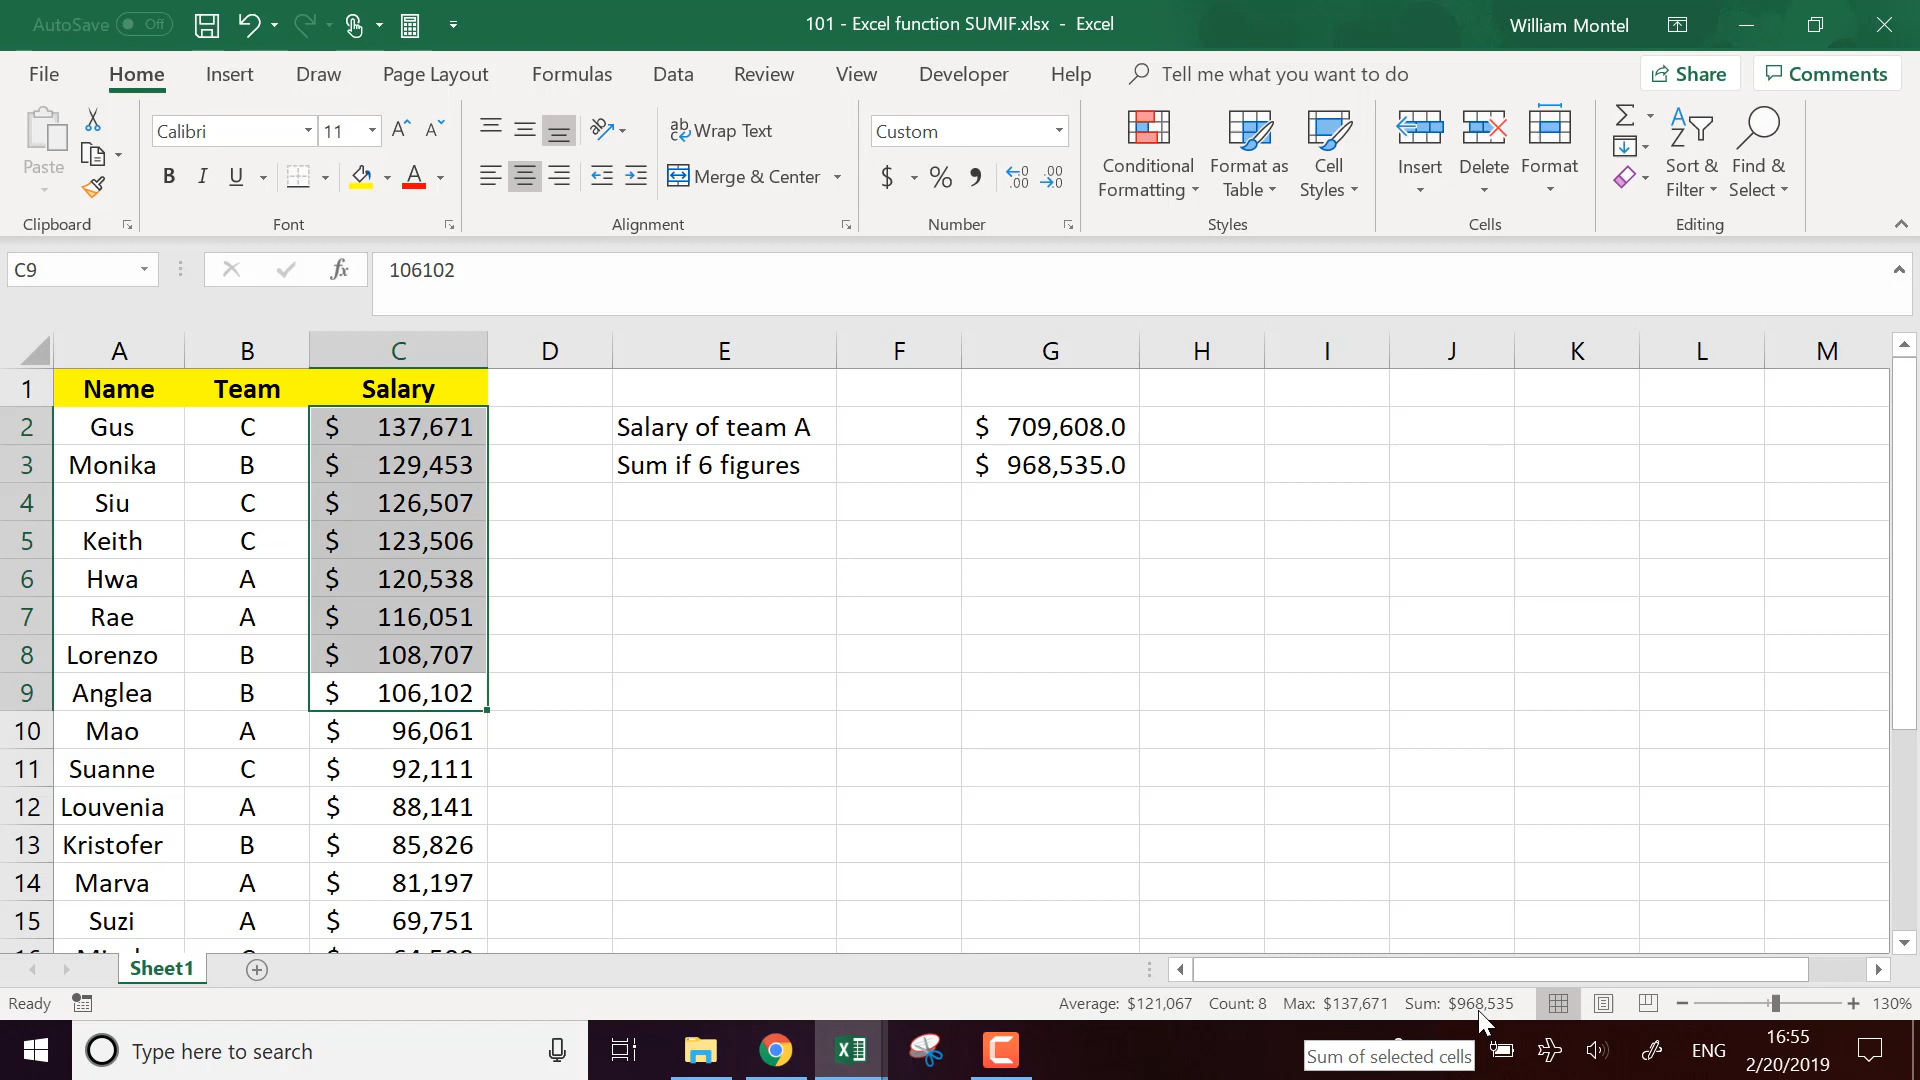 AutoSave Off
101 - Excel function SUMIF.xlsx - Excel
William Montel
File Home Insert Draw Page Layout Formulas Data Review View Developer Help Tell me what you want to do Share Comments
Paste
Clipboard
Calibri 11
B I U A
Font
ab Wrap Text
Merge & Center
Alignment
Custom
$ % , .00 .00
Number
Conditional Formatting
Format as Table
Cell Styles
Styles
Insert Delete Format
Cells
Sort & Filter
Find & Select
Editing
C9 fx 106102
A B C D E F G H I J K L M
1 Name Team Salary
2 Gus C $ 137,671 Salary of team A $ 709,608.0
3 Monika B $ 129,453 Sum if 6 figures $ 968,535.0
4 Siu C $ 126,507
5 Keith C $ 123,506
6 Hwa A $ 120,538
7 Rae A $ 116,051
8 Lorenzo B $ 108,707
9 Anglea B $ 106,102
10 Mao A $ 96,061
11 Suanne C $ 92,111
12 Louvenia A $ 88,141
13 Kristofer B $ 85,826
14 Marva A $ 81,197
15 Suzi A $ 69,751
Sheet1
Ready Average: $121,067 Count: 8 Max: $137,671 Sum: $968,535 130%
Type here to search
Sum of selected cells
ENG
16:55
2/20/2019